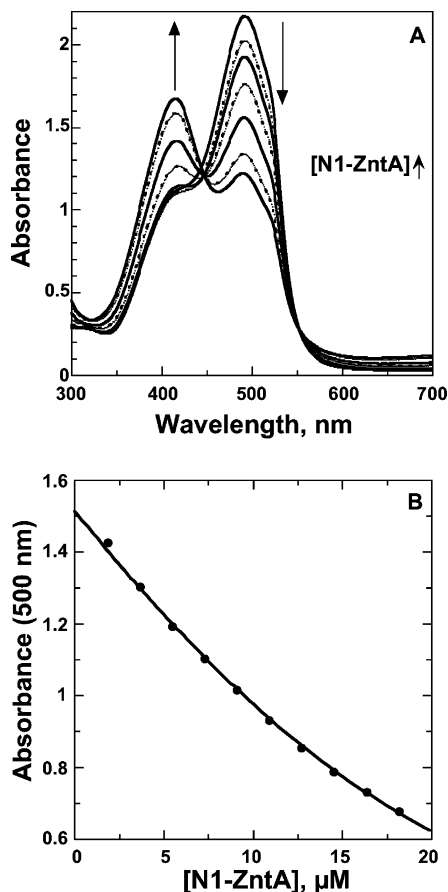 A
2
1.5
1
0.5
0
Absorbance
[N1-ZntA]
300 400 500 600 700
Wavelength, nm
B
1.6
1.4
1.2
1
0.8
0.6
Absorbance (500 nm)
0 5 10 15 20
[N1-ZntA], µM